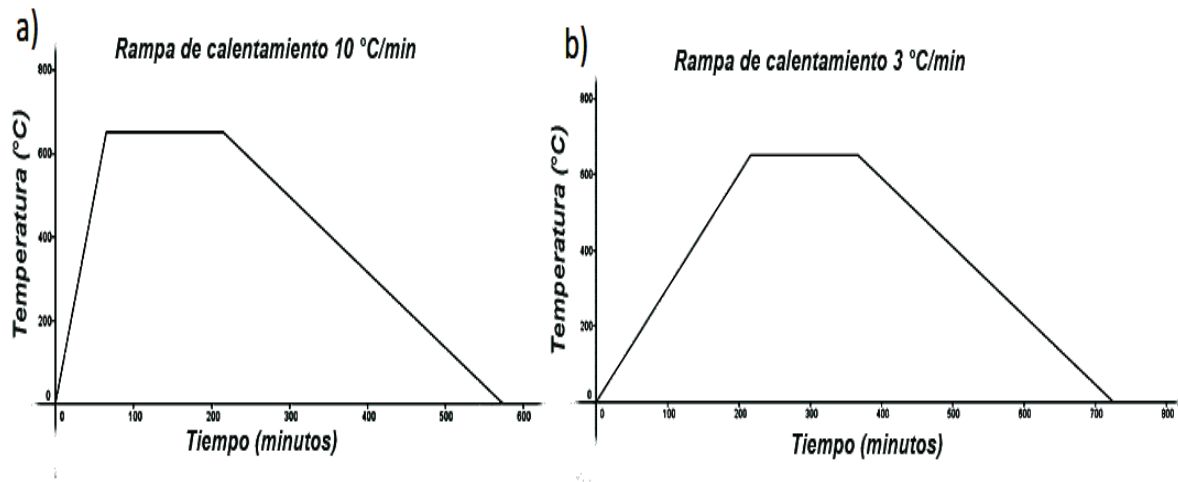 a)
Rampa de calentamiento 10 °C/min
800
600
400
200
0
Temperatura (°C)
0 100 200 300 400 500 600
Tiempo (minutos)
b)
Rampa de calentamiento 3 °C/min
800
600
400
200
0
Temperatura (°C)
0 100 200 300 400 500 600 700 800
Tiempo (minutos)